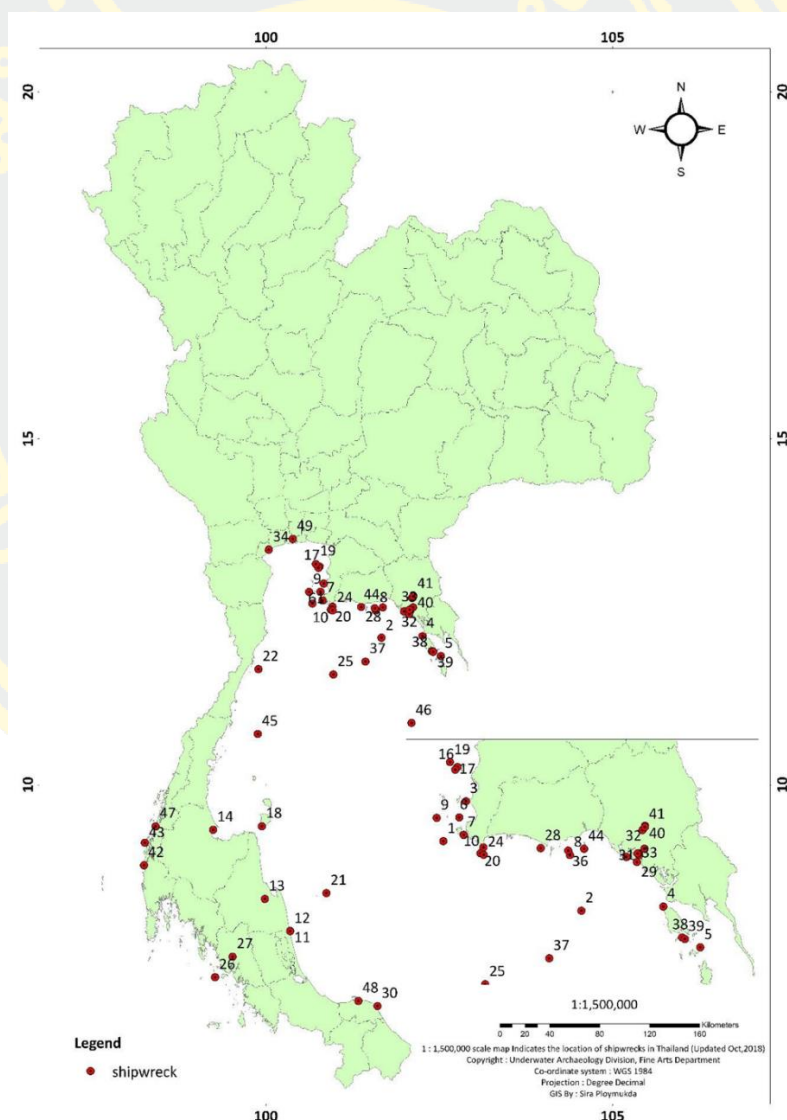 100 105
N
W E
S
20 20
15 15
49
34
19
17
9 7
41
24 44 8
10 20 28 32 40
2 4
38 5
37 39
22 25
46
45
10 10
16 19
17
3
9 6
47 14 18 41
7 32 40
43 1 28 8 44
10 24 31 33
42 20 36 29
21 2 4
13
12 38 39
11 5
27 37
26 25
48 30
1:1,500,000
0 20 40 80 120 160 Kilometers
Legend
shipwreck
1 : 1,500,000 scale map Indicates the location of shipwrecks in Thailand (Updated Oct,2018)
Copyright : Underwater Archaeology Division, Fine Arts Department
Co-ordinate system : WGS 1984
Projection : Degree Decimal
GIS By : Sira Ploymukda
100 105